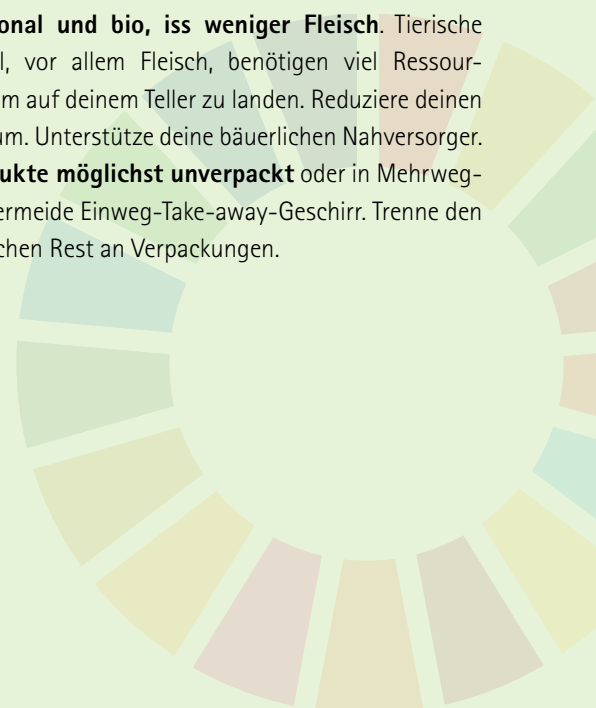 onal und bio, iss weniger Fleisch. Tierische
l, vor allem Fleisch, benötigen viel Ressour-
m auf deinem Teller zu landen. Reduziere deinen
um. Unterstütze deine bäuerlichen Nahversorger.
ukte möglichst unverpackt oder in Mehrweg-
ermeide Einweg-Take-away-Geschirr. Trenne den
chen Rest an Verpackungen.